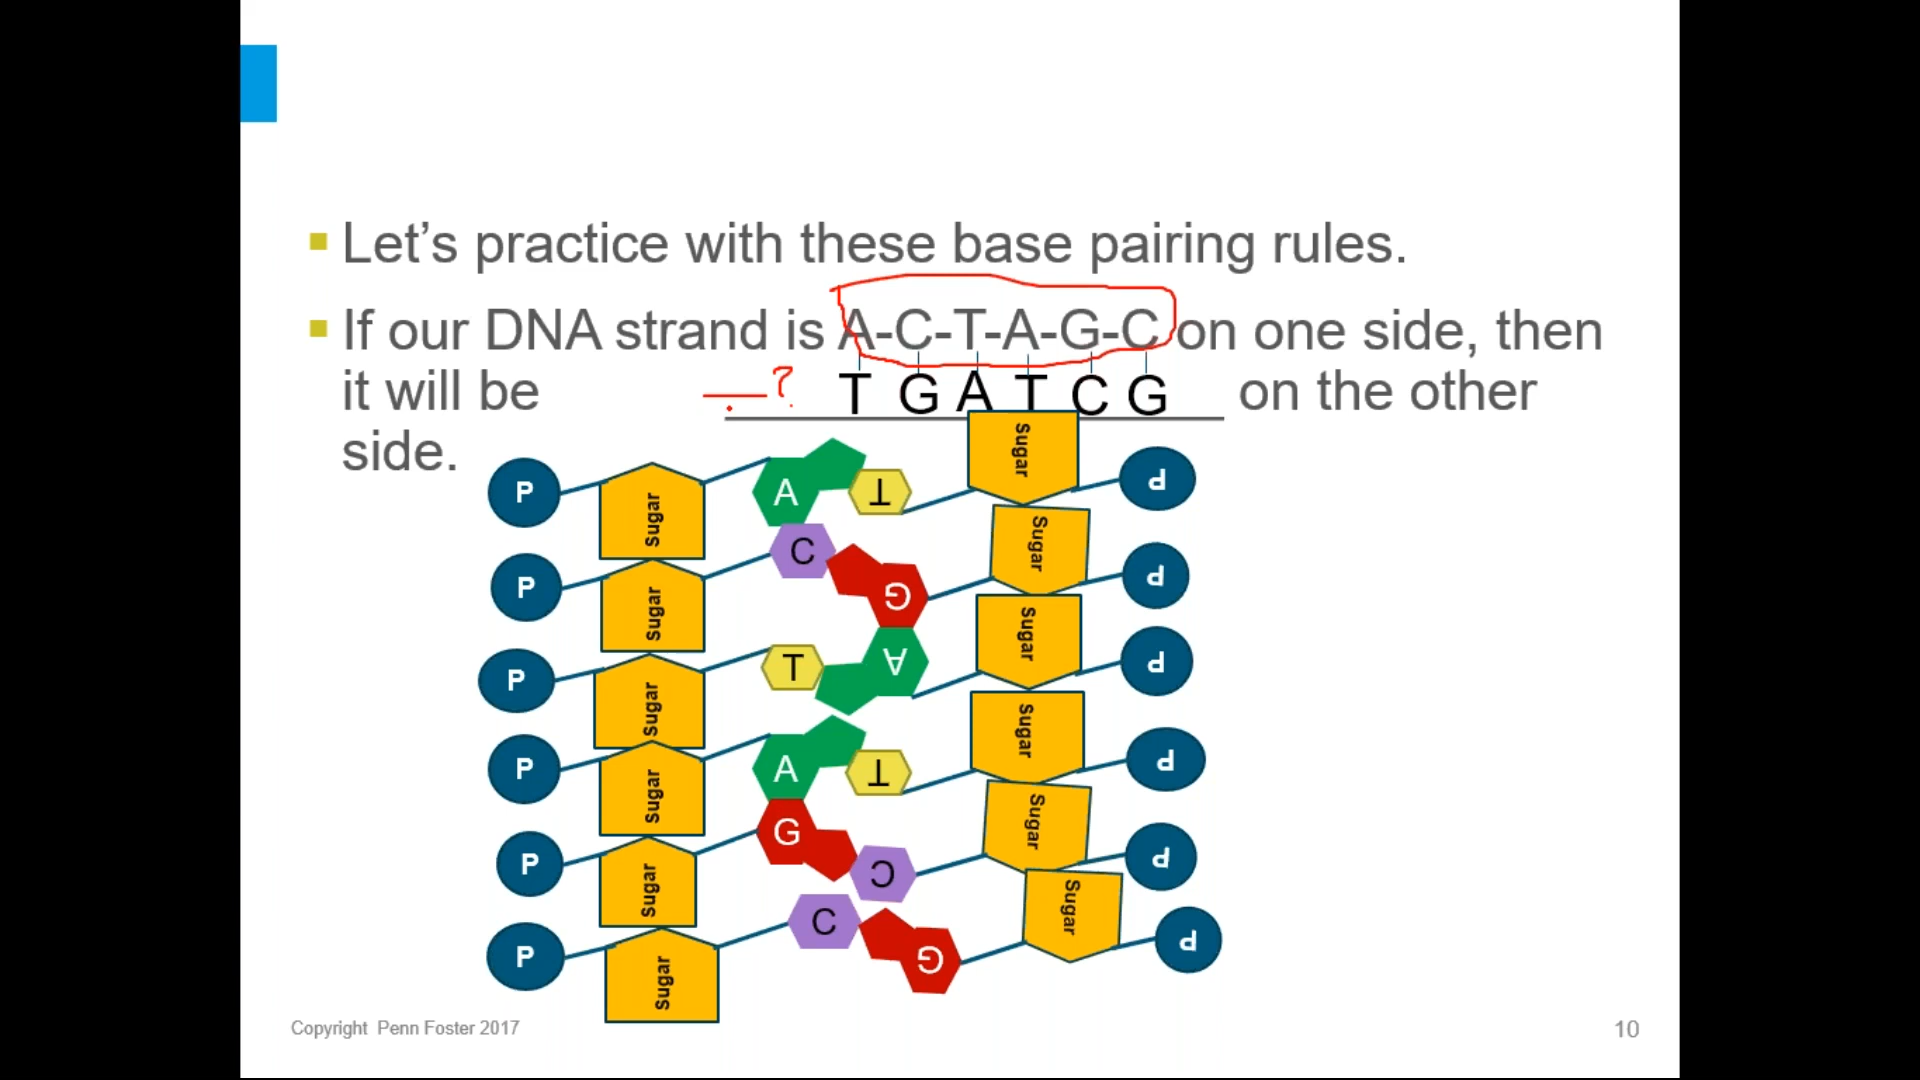 Let’s practice with these base pairing rules.
If our DNA strand is A-C-T-A-G-C on one side, then
it will be ? T G A T C G on the other
side.
P Sugar A T Sugar P
P Sugar C G Sugar P
P Sugar T A Sugar P
P Sugar A T Sugar P
P Sugar G C Sugar P
P Sugar C G Sugar P
Copyright Penn Foster 2017
10